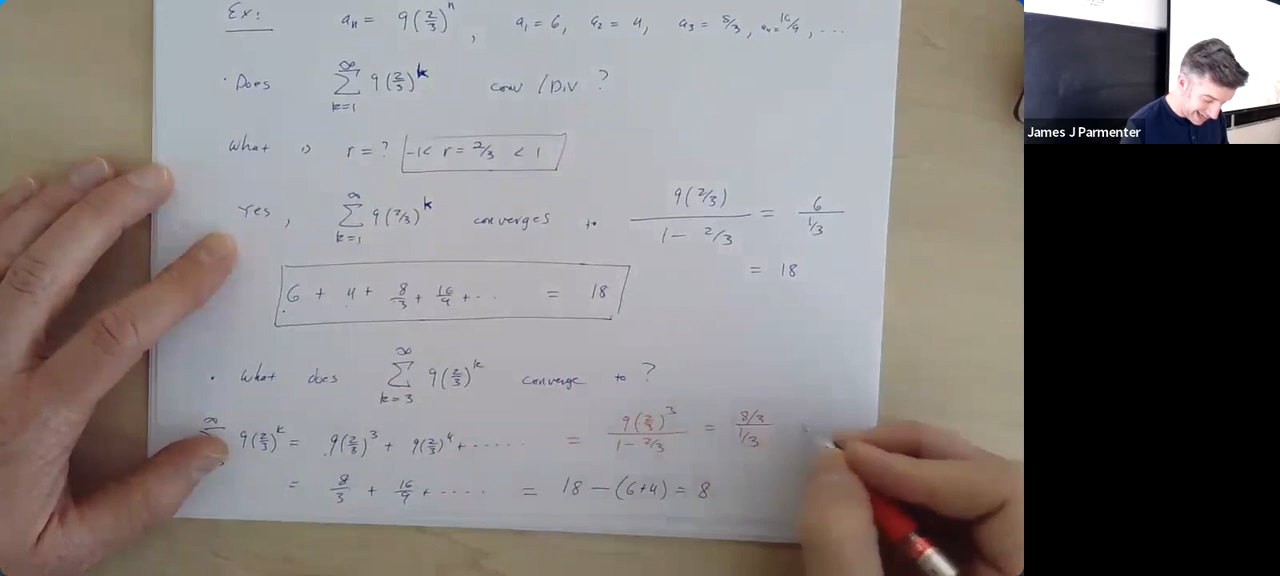 Ex: a_n = 9(2/3)^n, a_1 = 6, a_2 = 4, a_3 = 8/3, a_4 = 16/9, ...
· Does ∑_{k=1}^{∞} 9(2/3)^k conv / Div ?
What is r = ? -1 < r = 2/3 < 1
Yes, ∑_{k=1}^{∞} 9(2/3)^k converges to 9(2/3) / (1 - 2/3) = 6 / (1/3)
= 18
6 + 4 + 8/3 + 16/9 + ... = 18
· What does ∑_{k=3}^{∞} 9(2/3)^k converge to ?
∞ 9(2/3)^k = 9(2/3)^3 + 9(2/3)^4 + ...... = 9(2/3)^3 / (1 - 2/3) = (8/3) / (1/3)
= 8/3 + 16/9 + .... = 18 - (6+4) = 8
James J Parmenter